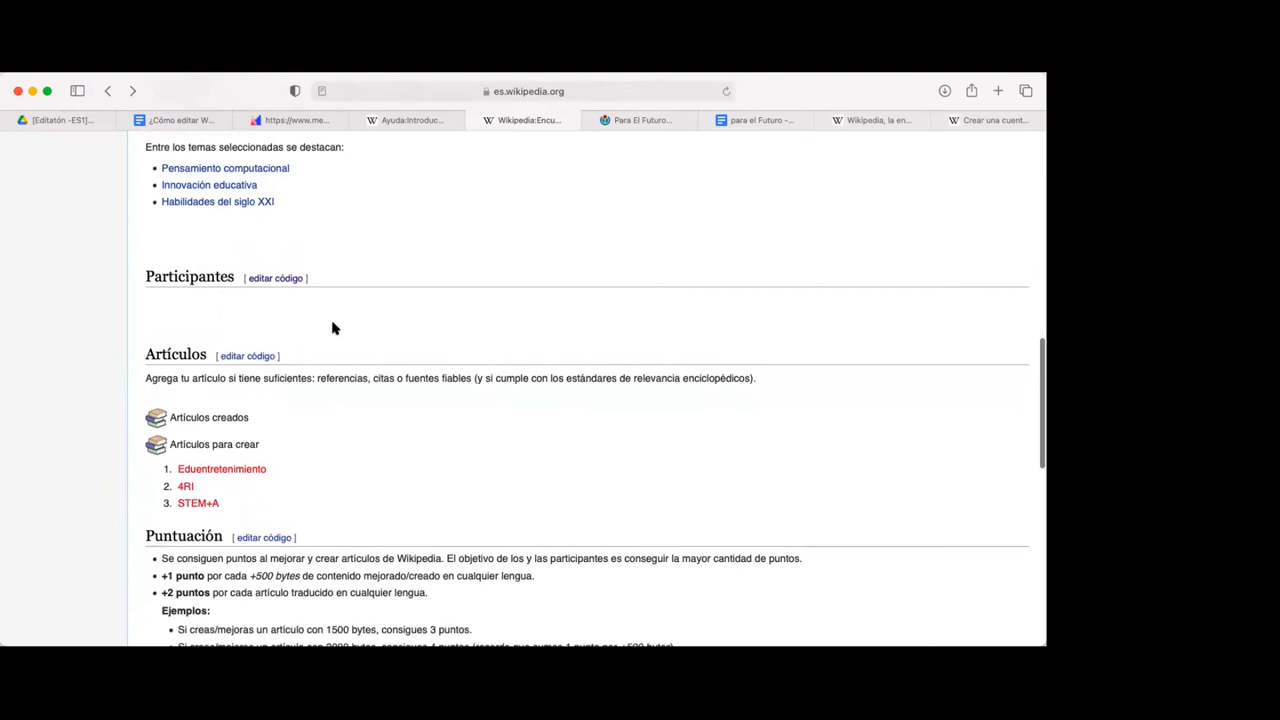 es.wikipedia.org
[Editatón -ES1]...
¿Cómo editar W...
https://www.me...
Ayuda:Introduc...
Wikipedia:Encu...
Para El Futuro...
para el Futuro -...
Wikipedia, la en...
Crear una cuent...
Entre los temas seleccionadas se destacan:
Pensamiento computacional
Innovación educativa
Habilidades del siglo XXI
Participantes [ editar código ]
Artículos [ editar código ]
Agrega tu artículo si tiene suficientes: referencias, citas o fuentes fiables (y si cumple con los estándares de relevancia enciclopédicos).
Artículos creados
Artículos para crear
1. Eduentretenimiento
2. 4RI
3. STEM+A
Puntuación [ editar código ]
Se consiguen puntos al mejorar y crear artículos de Wikipedia. El objetivo de los y las participantes es conseguir la mayor cantidad de puntos.
+1 punto por cada +500 bytes de contenido mejorado/creado en cualquier lengua.
+2 puntos por cada artículo traducido en cualquier lengua.
Ejemplos:
Si creas/mejoras un artículo con 1500 bytes, consigues 3 puntos.